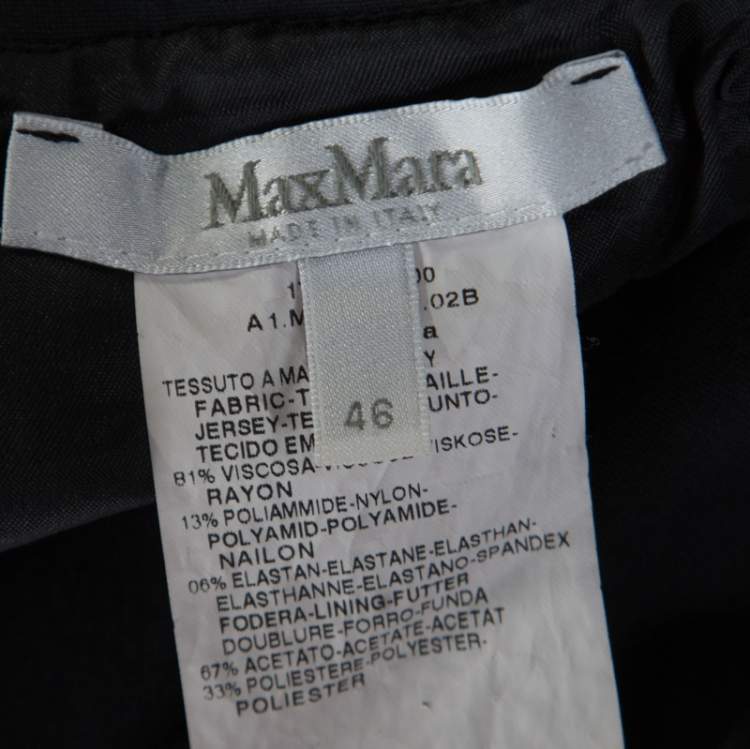 MaxMara
MADE IN ITALY
46
00
A1.M .02B
a
Y
TESSUTO A MA AILLE-
FABRIC-T UNTO-
JERSEY-TE
TECIDO EM
81% VISCOSA- VISKOSE-
RAYON
13% POLIAMMIDE-NYLON-
POLYAMID-POLYAMIDE-
NAILON
06% ELASTAN-ELASTANE-ELASTHAN-
ELASTHANNE-ELASTANO-SPANDEX
FODERA-LINING-FUTTER
DOUBLURE-FORRO-FUNDA
67% ACETATO-ACETATE-ACETAT
33% POLIESTERE-POLYESTER-
POLIESTER